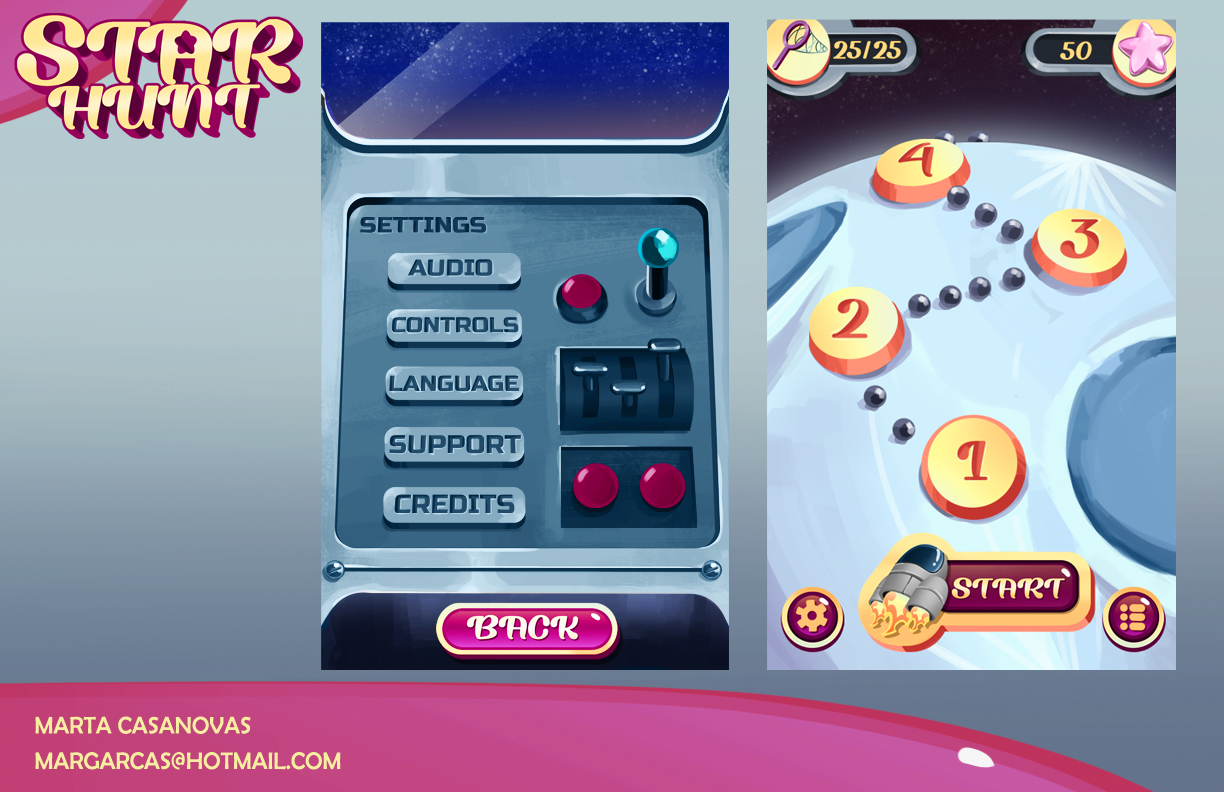 STAR
HUNT
SETTINGS
AUDIO
CONTROLS
LANGUAGE
SUPPORT
CREDITS
BACK
25/25
50
4
3
2
1
START
MARTA CASANOVAS
MARGARCAS@HOTMAIL.COM